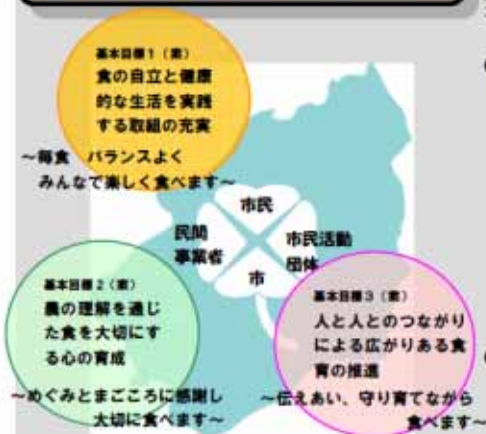 基本目標１（案）
食の自立と健康
的な生活を実践
する取組の充実
～毎食　バランスよく
みんなで楽しく食べます～
市民
民間
事業者
市民活動
団体
市
基本目標２（案）
農の理解を通じ
た食を大切にす
る心の育成
～めぐみとまごころに感謝し
大切に食べます～
基本目標３（案）
人と人とのつながり
による広がりある食
育の推進
～伝えあい、守り育てながら
食べます～